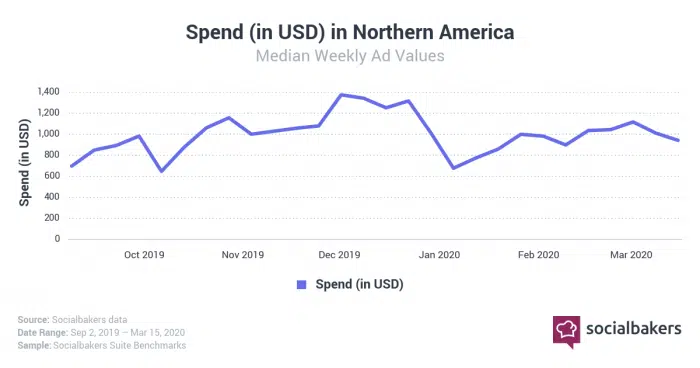 Spend (in USD) in Northern America
Median Weekly Ad Values
Spend (in USD)
1,400
1,200
1,000
800
600
400
200
0
Oct 2019 Nov 2019 Dec 2019 Jan 2020 Feb 2020 Mar 2020
Spend (in USD)
Source: Socialbakers data
Date Range: Sep 2, 2019 – Mar 15, 2020
Sample: Socialbakers Suite Benchmarks
socialbakers